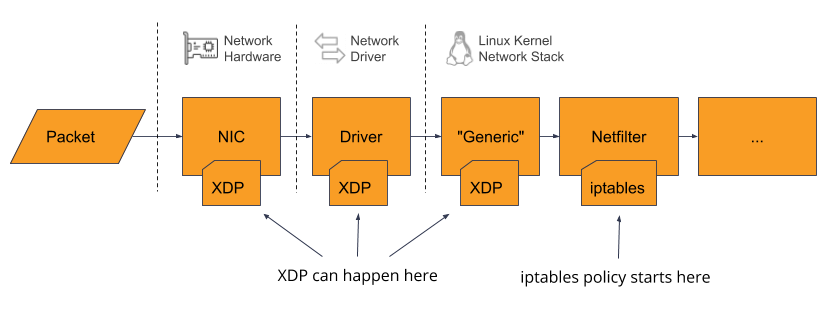 Network
Hardware
Network
Driver
Linux Kernel
Network Stack
Packet
NIC
Driver
"Generic"
Netfilter
...
XDP
XDP
XDP
iptables
XDP can happen here
iptables policy starts here